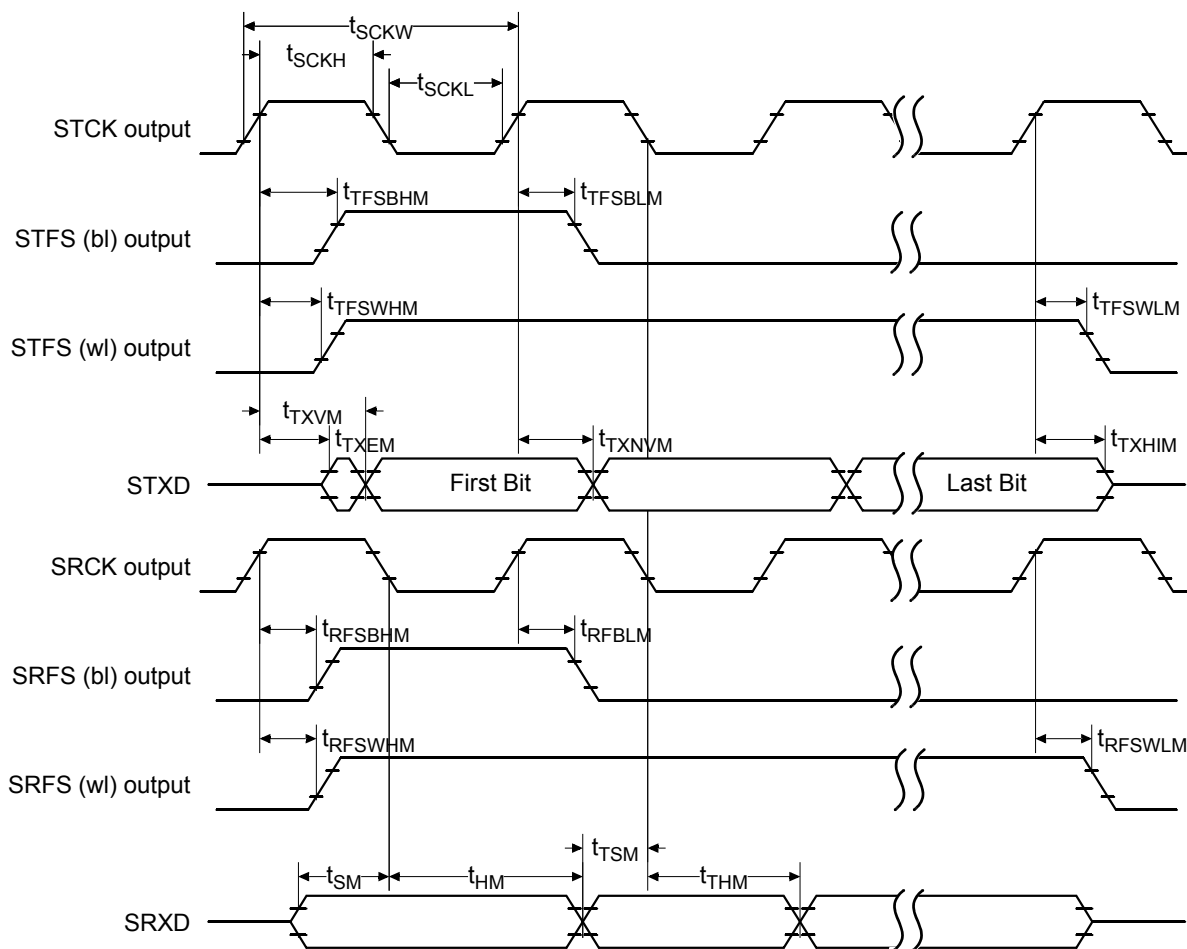 tSCKW
tSCKH
tSCKL
STCK output
tTFSBHM
tTFSBLM
STFS (bl) output
tTFSWHM
tTFSWLM
STFS (wl) output
tTXVM
tTXEM
tTXNVM
tTXHIM
STXD
First Bit
Last Bit
SRCK output
tRFSBHM
tRFBLM
SRFS (bl) output
tRFSWHM
tRFSWLM
SRFS (wl) output
tTSM
tSM
tHM
tTHM
SRXD